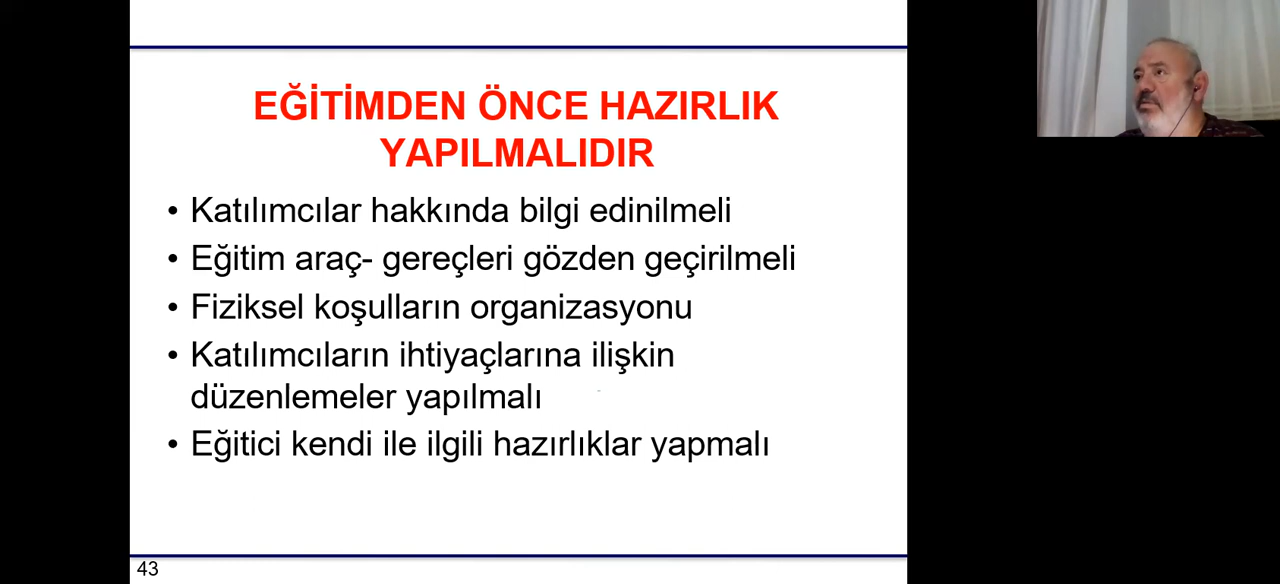 EĞİTİMDEN ÖNCE HAZIRLIK
YAPILMALIDIR
• Katılımcılar hakkında bilgi edinilmeli
• Eğitim araç- gereçleri gözden geçirilmeli
• Fiziksel koşulların organizasyonu
• Katılımcıların ihtiyaçlarına ilişkin
düzenlemeler yapılmalı
• Eğitici kendi ile ilgili hazırlıklar yapmalı
43